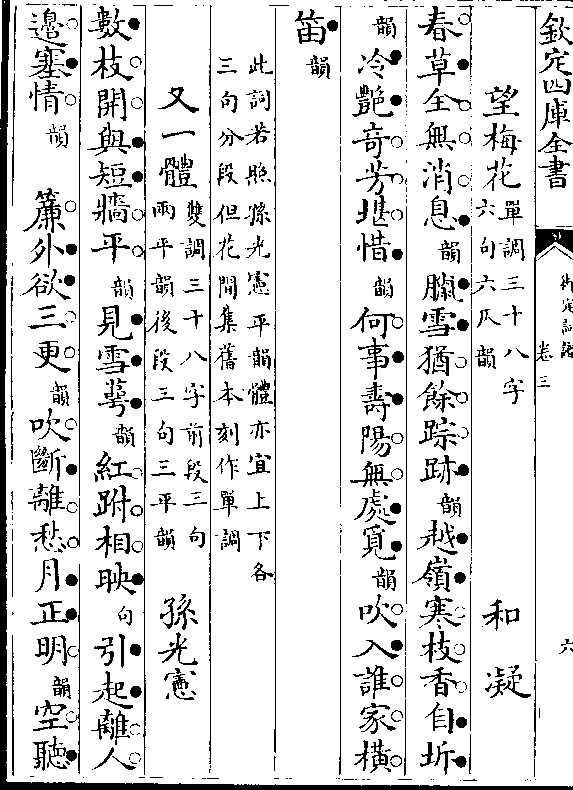 欽定四庫全書
御定詞譜
卷三
六
望梅花單調三十八字六句六仄韻 和凝
春草全無消息韻臘雪猶餘踪跡韻越嶺寒枝香自坼
韻冷艷奇芳堪惜韻何事壽陽無處覓韻吹入誰家橫
笛韻
此詞若照孫光憲平韻體亦宜上下各
三句分段但花間集舊本刻作單調
又一體雙調三十八字前段三句兩平韻後段三句三平韻 孫光憲
數枝開與短牆平韻見雪萼韻紅跗相映句引起離人
邉塞情韻 簾外欲三更韻吹斷離愁月正明韻空聽